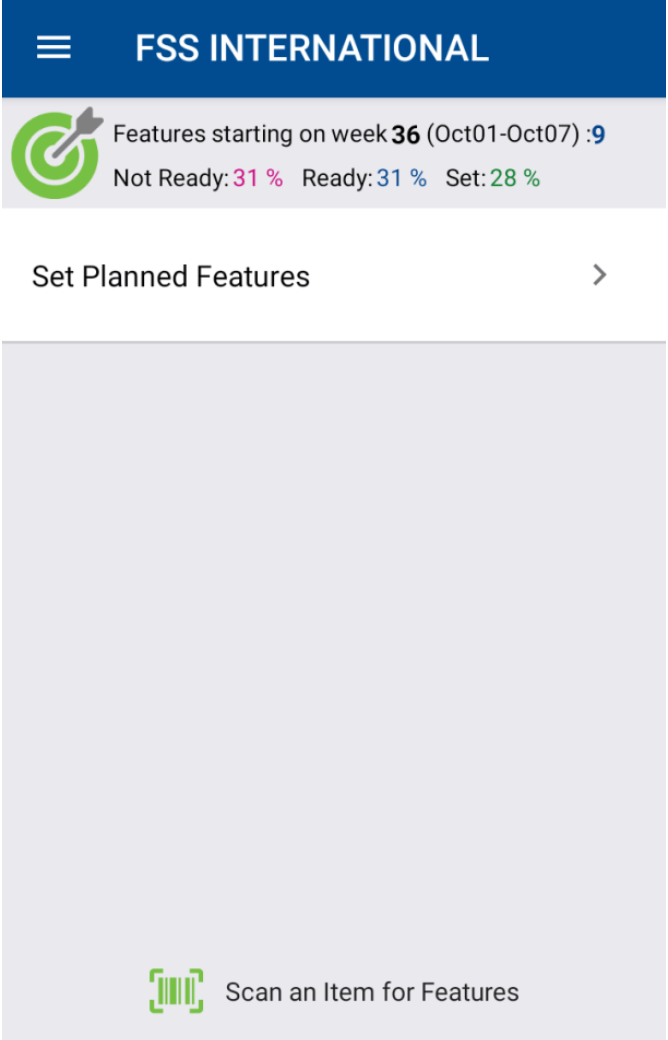 FSS INTERNATIONAL
Features starting on week 36 (Oct01-Oct07) :9
Not Ready: 31 % Ready: 31 % Set: 28 %
Set Planned Features
Scan an Item for Features